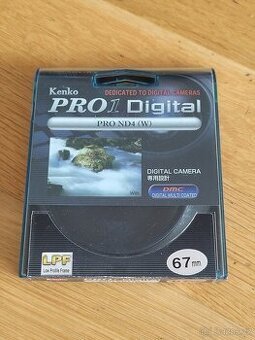 Kenko
DEDICATED TO DIGITAL CAMERAS
PRO1 Digital
PRO ND4 (W)
DIGITAL CAMERA
専用設計
DMC
DIGITAL MULTI COATED
LPF
Low Profile Frame
67mm